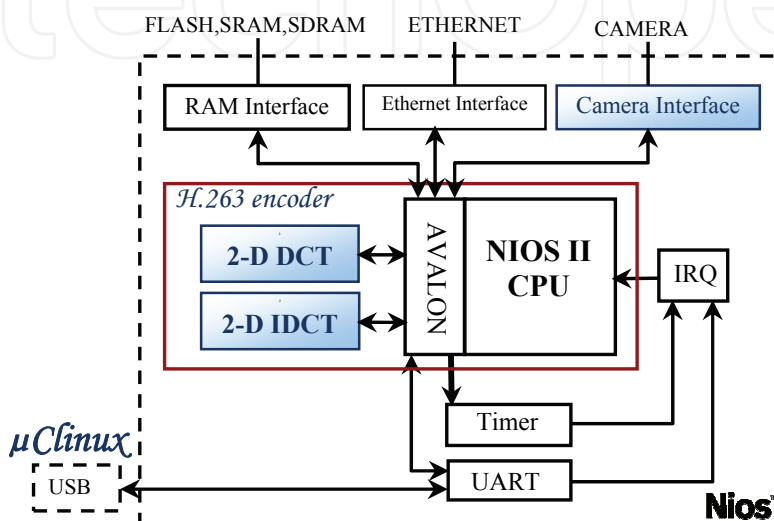 FLASH,SRAM,SDRAM
ETHERNET
CAMERA
RAM Interface
Ethernet Interface
Camera Interface
H.263 encoder
2-D DCT
2-D IDCT
AVALON
NIOS II
CPU
IRQ
Timer
UART
µClinux
USB
Nios